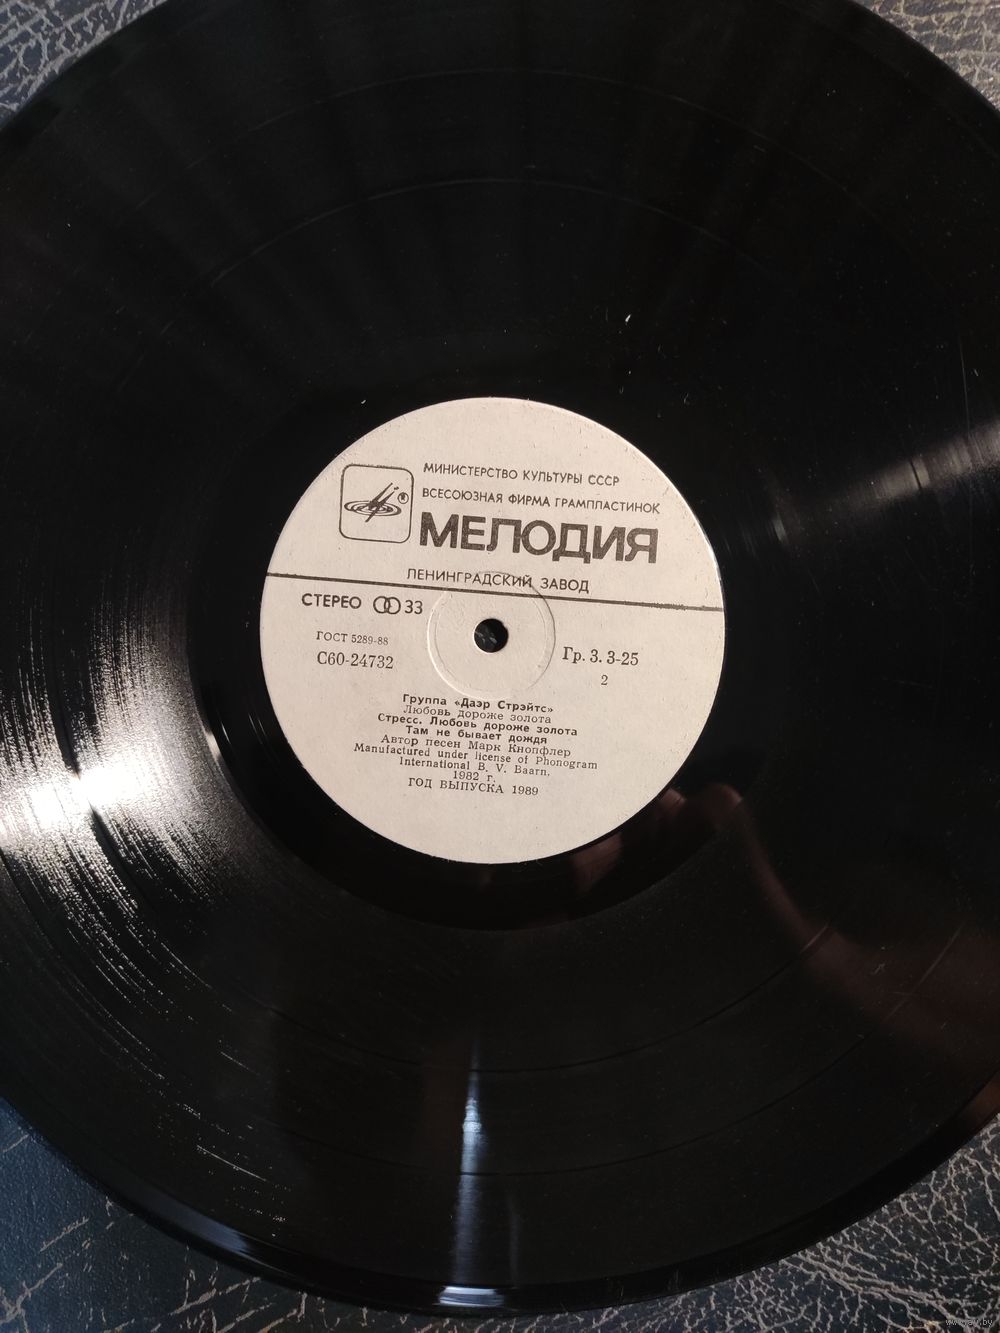 МИНИСТЕРСТВО КУЛЬТУРЫ СССР
ВСЕСОЮЗНАЯ ФИРМА ГРАМПЛАСТИНОК
МЕЛОДИЯ
ЛЕНИНГРАДСКИЙ ЗАВОД
СТЕРЕО 33
ГОСТ 5289-88
С60-24732
Гр. 3. 3-25
2
Группа «Даэр Стрэйтс»
Любовь дороже золота
Стресс. Любовь дороже золота
Там не бывает дождя
Автор песен Марк Кнопфлер
Manufactured under license of Phonogram
International B. V. Baarn,
1982 г.
ГОД ВЫПУСКА 1989